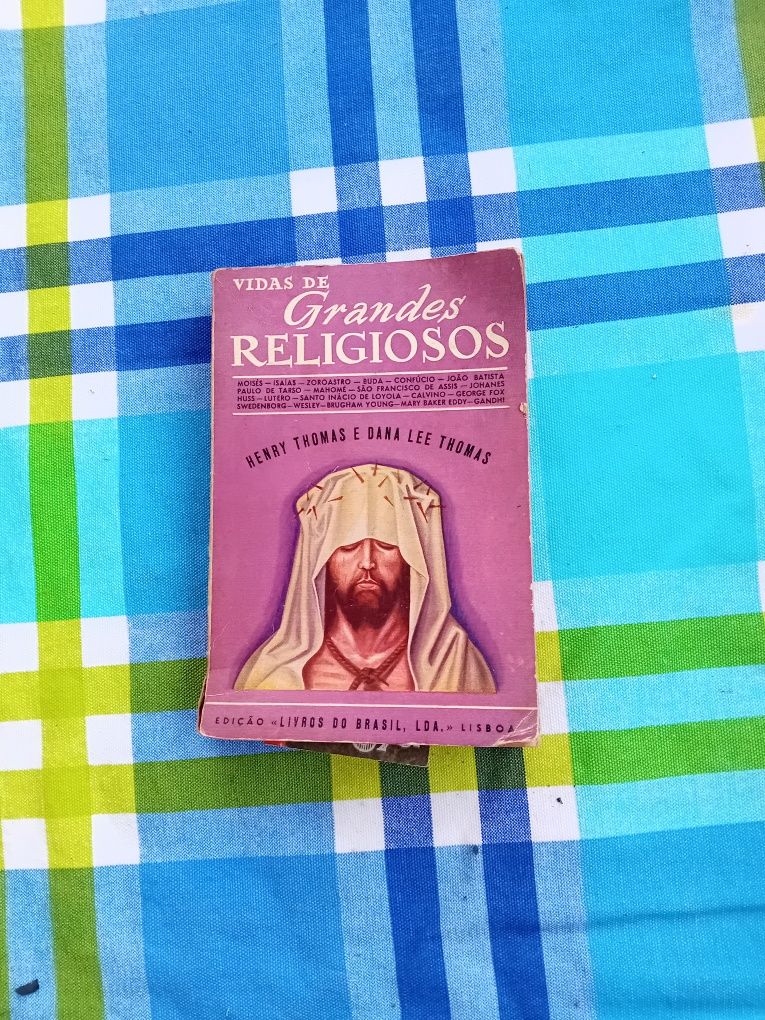 VIDAS DE
Grandes
RELIGIOSOS
MOISÉS — ISAÍAS — ZOROASTRO — BUDA — CONFÚCIO — JOÃO BATISTA
PAULO DE TARSO — MAHOMÉ — SÃO FRANCISCO DE ASSIS — JOHANES
HUSS — LUTERO — SANTO INÁCIO DE LOYOLA — CALVINO — GEORGE FOX
SWEDENBORG — WESLEY — BRUGHAM YOUNG — MARY BAKER EDDY — GANDHI
HENRY THOMAS E DANA LEE THOMAS
EDIÇÃO «LIVROS DO BRASIL, LDA.» LISBOA